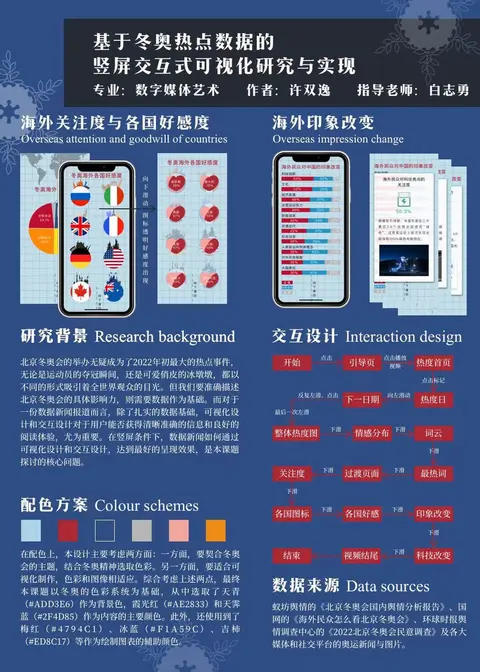 基于冬奥热点数据的
竖屏交互式可视化研究与实现
专业：数字媒体艺术 作者：许双逸 指导老师：白志勇
海外关注度与各国好感度
Overseas attention and goodwill of countries
冬奥海外各国好感度
向下滑动，图标透明好感度出现
海外印象改变
Overseas impression change
海外民众对中国的印象改变
研究背景 Research background
北京冬奥会的举办无疑成为了2022年初最大的热点事件，
无论是运动员的夺冠瞬间，还是可爱俏皮的冰墩墩，都以
不同的形式吸引着全世界观众的目光。但我们要准确描述
北京冬奥会的具体影响力，则需要数据作为基础。而对于
一份数据新闻报道而言，除了扎实的数据基础，可视化设
计和交互设计对于用户能否获得清晰准确的信息和良好的
阅读体验，尤为重要。在竖屏条件下，数据新闻如何通过
可视化设计和交互设计，达到最好的呈现效果，是本课题
探讨的核心问题。
交互设计 Interaction design
开始 点击 引导页 点击播放视频 热度首页
点击标记
反复左滑、点击 下一日期 向左滑动 热度日
最后一次左滑 下滑
整体热度图 下滑 情感分布 下滑 词云
下滑
关注度 下滑 过渡页面 下滑 最热词
下滑
各国图标 下滑 各国好感 下滑 印象改变
下滑
结束 视频结尾 下滑 科技改变
配色方案 Colour schemes
在配色上，本设计主要考虑两方面：一方面，要契合冬奥
会的主题，结合冬奥精神选取色彩。另一方面，要适合可
视化制作，色彩和图像相适应。综合考虑上述两点，最终
本课题以冬奥的色彩系统为基础，从中选取了天青
（#ADD3E6）作为背景色，霞光红（#AE2833）和天霁
蓝（#2F4D85）作为内容的主要颜色。此外，还使用到了
梅红（#4794C1）、冰蓝（#F1A59C）、吉柿
（#ED8C17）等作为绘制图表的辅助颜色。
数据来源 Data sources
蚁坊舆情的《北京冬奥会国内舆情分析报告》、国
网的《海外民众怎么看北京冬奥会》、环球时报舆
情调查中心的《2022北京冬奥会民意调查》及各大
媒体和社交平台的奥运新闻与图片。